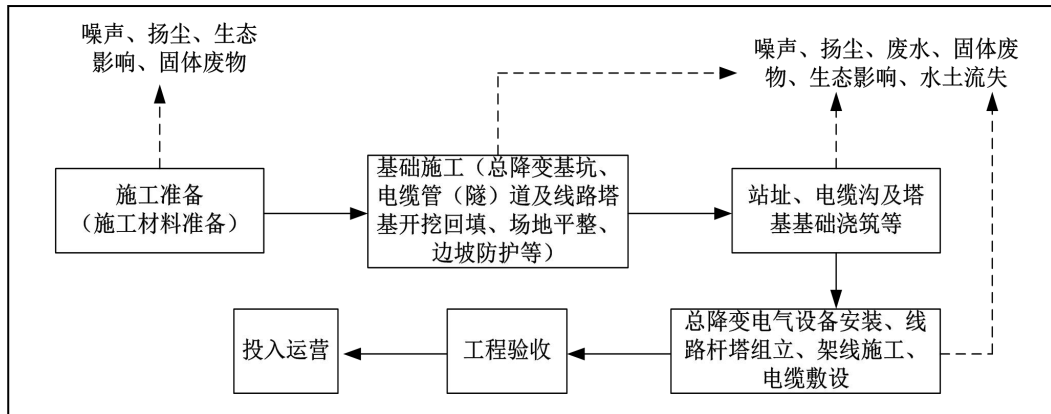 噪声、扬尘、生态
影响、固体废物
噪声、扬尘、废水、固体废
物、生态影响、水土流失
施工准备
（施工材料准备）
基础施工（总降变基坑、
电缆管（隧）道及线路塔
基开挖回填、场地平整、
边坡防护等）
站址、电缆沟及塔
基基础浇筑等
总降变电气设备安装、线
路杆塔组立、架线施工、
电缆敷设
工程验收
投入运营